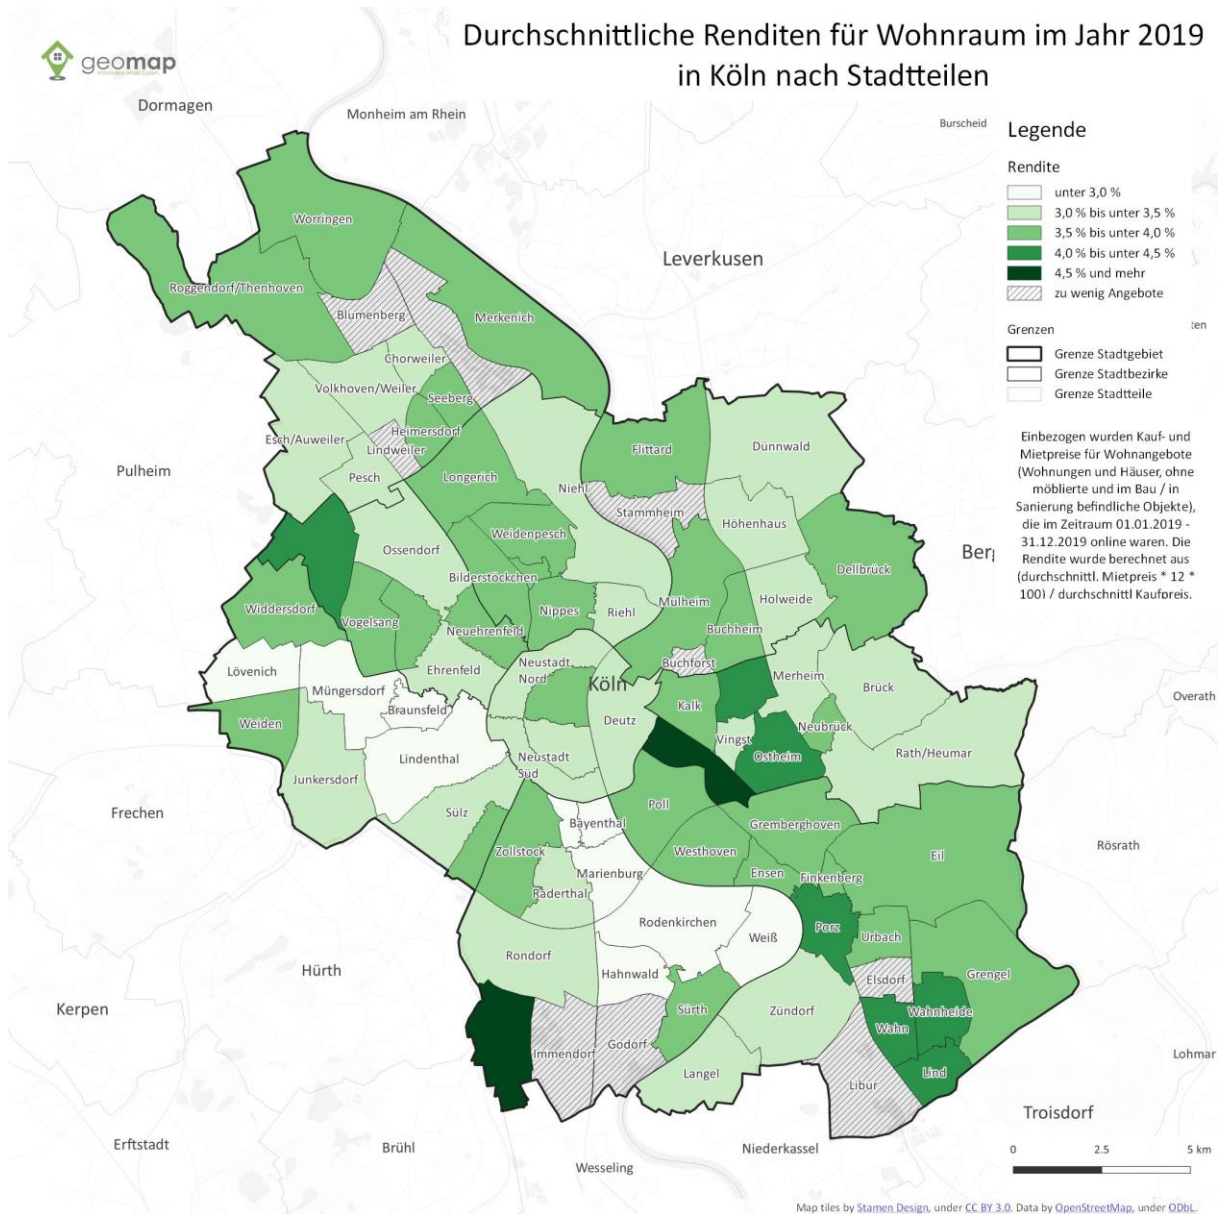 Durchschnittliche Renditen für Wohnraum im Jahr 2019
in Köln nach Stadtteilen
geomap
Dormagen
Monheim am Rhein
Burscheid
Legende
Rendite
unter 3,0 %
3,0 % bis unter 3,5 %
3,5 % bis unter 4,0 %
4,0 % bis unter 4,5 %
4,5 % und mehr
zu wenig Angebote
Grenzen
Grenze Stadtgebiet
Grenze Stadtbezirke
Grenze Stadtteile
Einbezogen wurden Kauf- und
Mietpreise für Wohnangebote
(Wohnungen und Häuser, ohne
möblierte und im Bau / in
Sanierung befindliche Objekte),
die im Zeitraum 01.01.2019 -
31.12.2019 online waren. Die
Rendite wurde berechnet aus
(durchschnittl. Mietpreis * 12 *
100) / durchschnittl Kaufpreis.
Worringen
Leverkusen
Roggendorf/Thenhoven
Blumenberg
Merkenich
Chorweiler
Volkhoven/Weiler
Seeberg
Heimersdorf
Esch/Auweiler
Lindweiler
Pesch
Pulheim
Longerich
Niehl
Flittard
Dünnwald
Stammheim
Höhenhaus
Ossendorf
Weidenpesch
Bilderstöckchen
Dellbrück
Widdersdorf
Vogelsang
Neuehrenfeld
Nippes
Riehl
Mülheim
Holweide
Buchheim
Lövenich
Ehrenfeld
Neustadt
Nord
Köln
Buchforst
Merheim
Brück
Müngersdorf
Braunsfeld
Weiden
Deutz
Kalk
Neubrück
Vingst
Ostheim
Rath/Heumar
Overath
Junkersdorf
Lindenthal
Neustadt
Süd
Frechen
Sülz
Poll
Bayenthal
Gremberghoven
Zollstock
Westhoven
Eil
Rösrath
Marienburg
Ensen
Finkenberg
Raderthal
Rodenkirchen
Weiß
Porz
Urbach
Rondorf
Hürth
Hahnwald
Elsdorf
Grengel
Kerpen
Sürth
Zündorf
Wahnheide
Wahn
Immendorf
Godorf
Langel
Libur
Lind
Lohmar
Troisdorf
Erftstadt
Brühl
Wesseling
Niederkassel
0 2.5 5 km
Map tiles by Stamen Design, under CC BY 3.0. Data by OpenStreetMap, under ODbL.